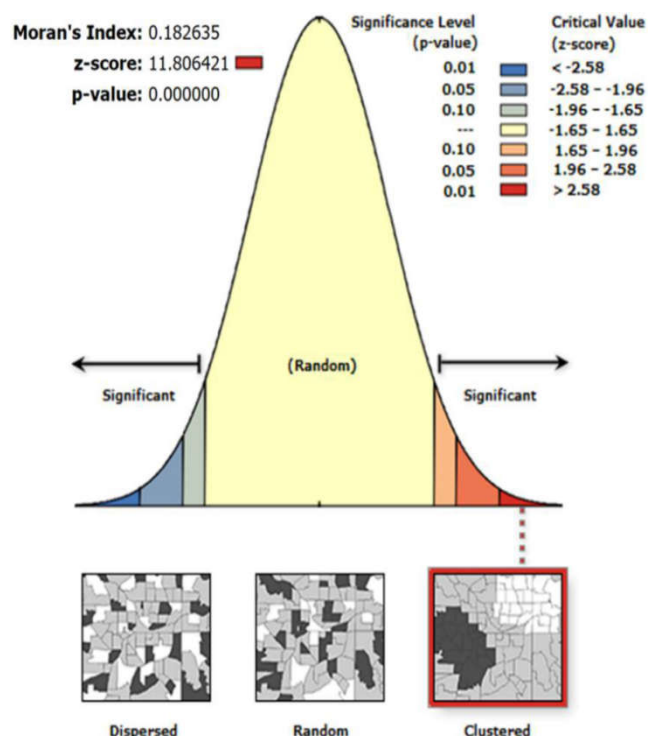 Moran's Index: 0.182635
z-score: 11.806421
p-value: 0.000000
Significance Level
(p-value)
Critical Value
(z-score)
0.01 < -2.58
0.05 -2.58 – -1.96
0.10 -1.96 – -1.65
--- -1.65 – 1.65
0.10 1.65 – 1.96
0.05 1.96 – 2.58
0.01 > 2.58
(Random)
Significant
Significant
Dispersed
Random
Clustered